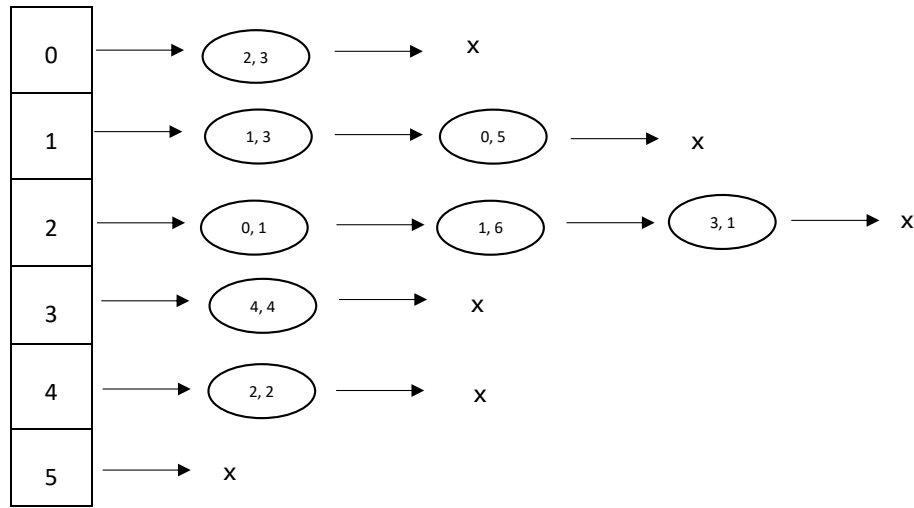 0 2, 3 x
1 1, 3 0, 5 x
2 0, 1 1, 6 3, 1 x
3 4, 4 x
4 2, 2 x
5 x